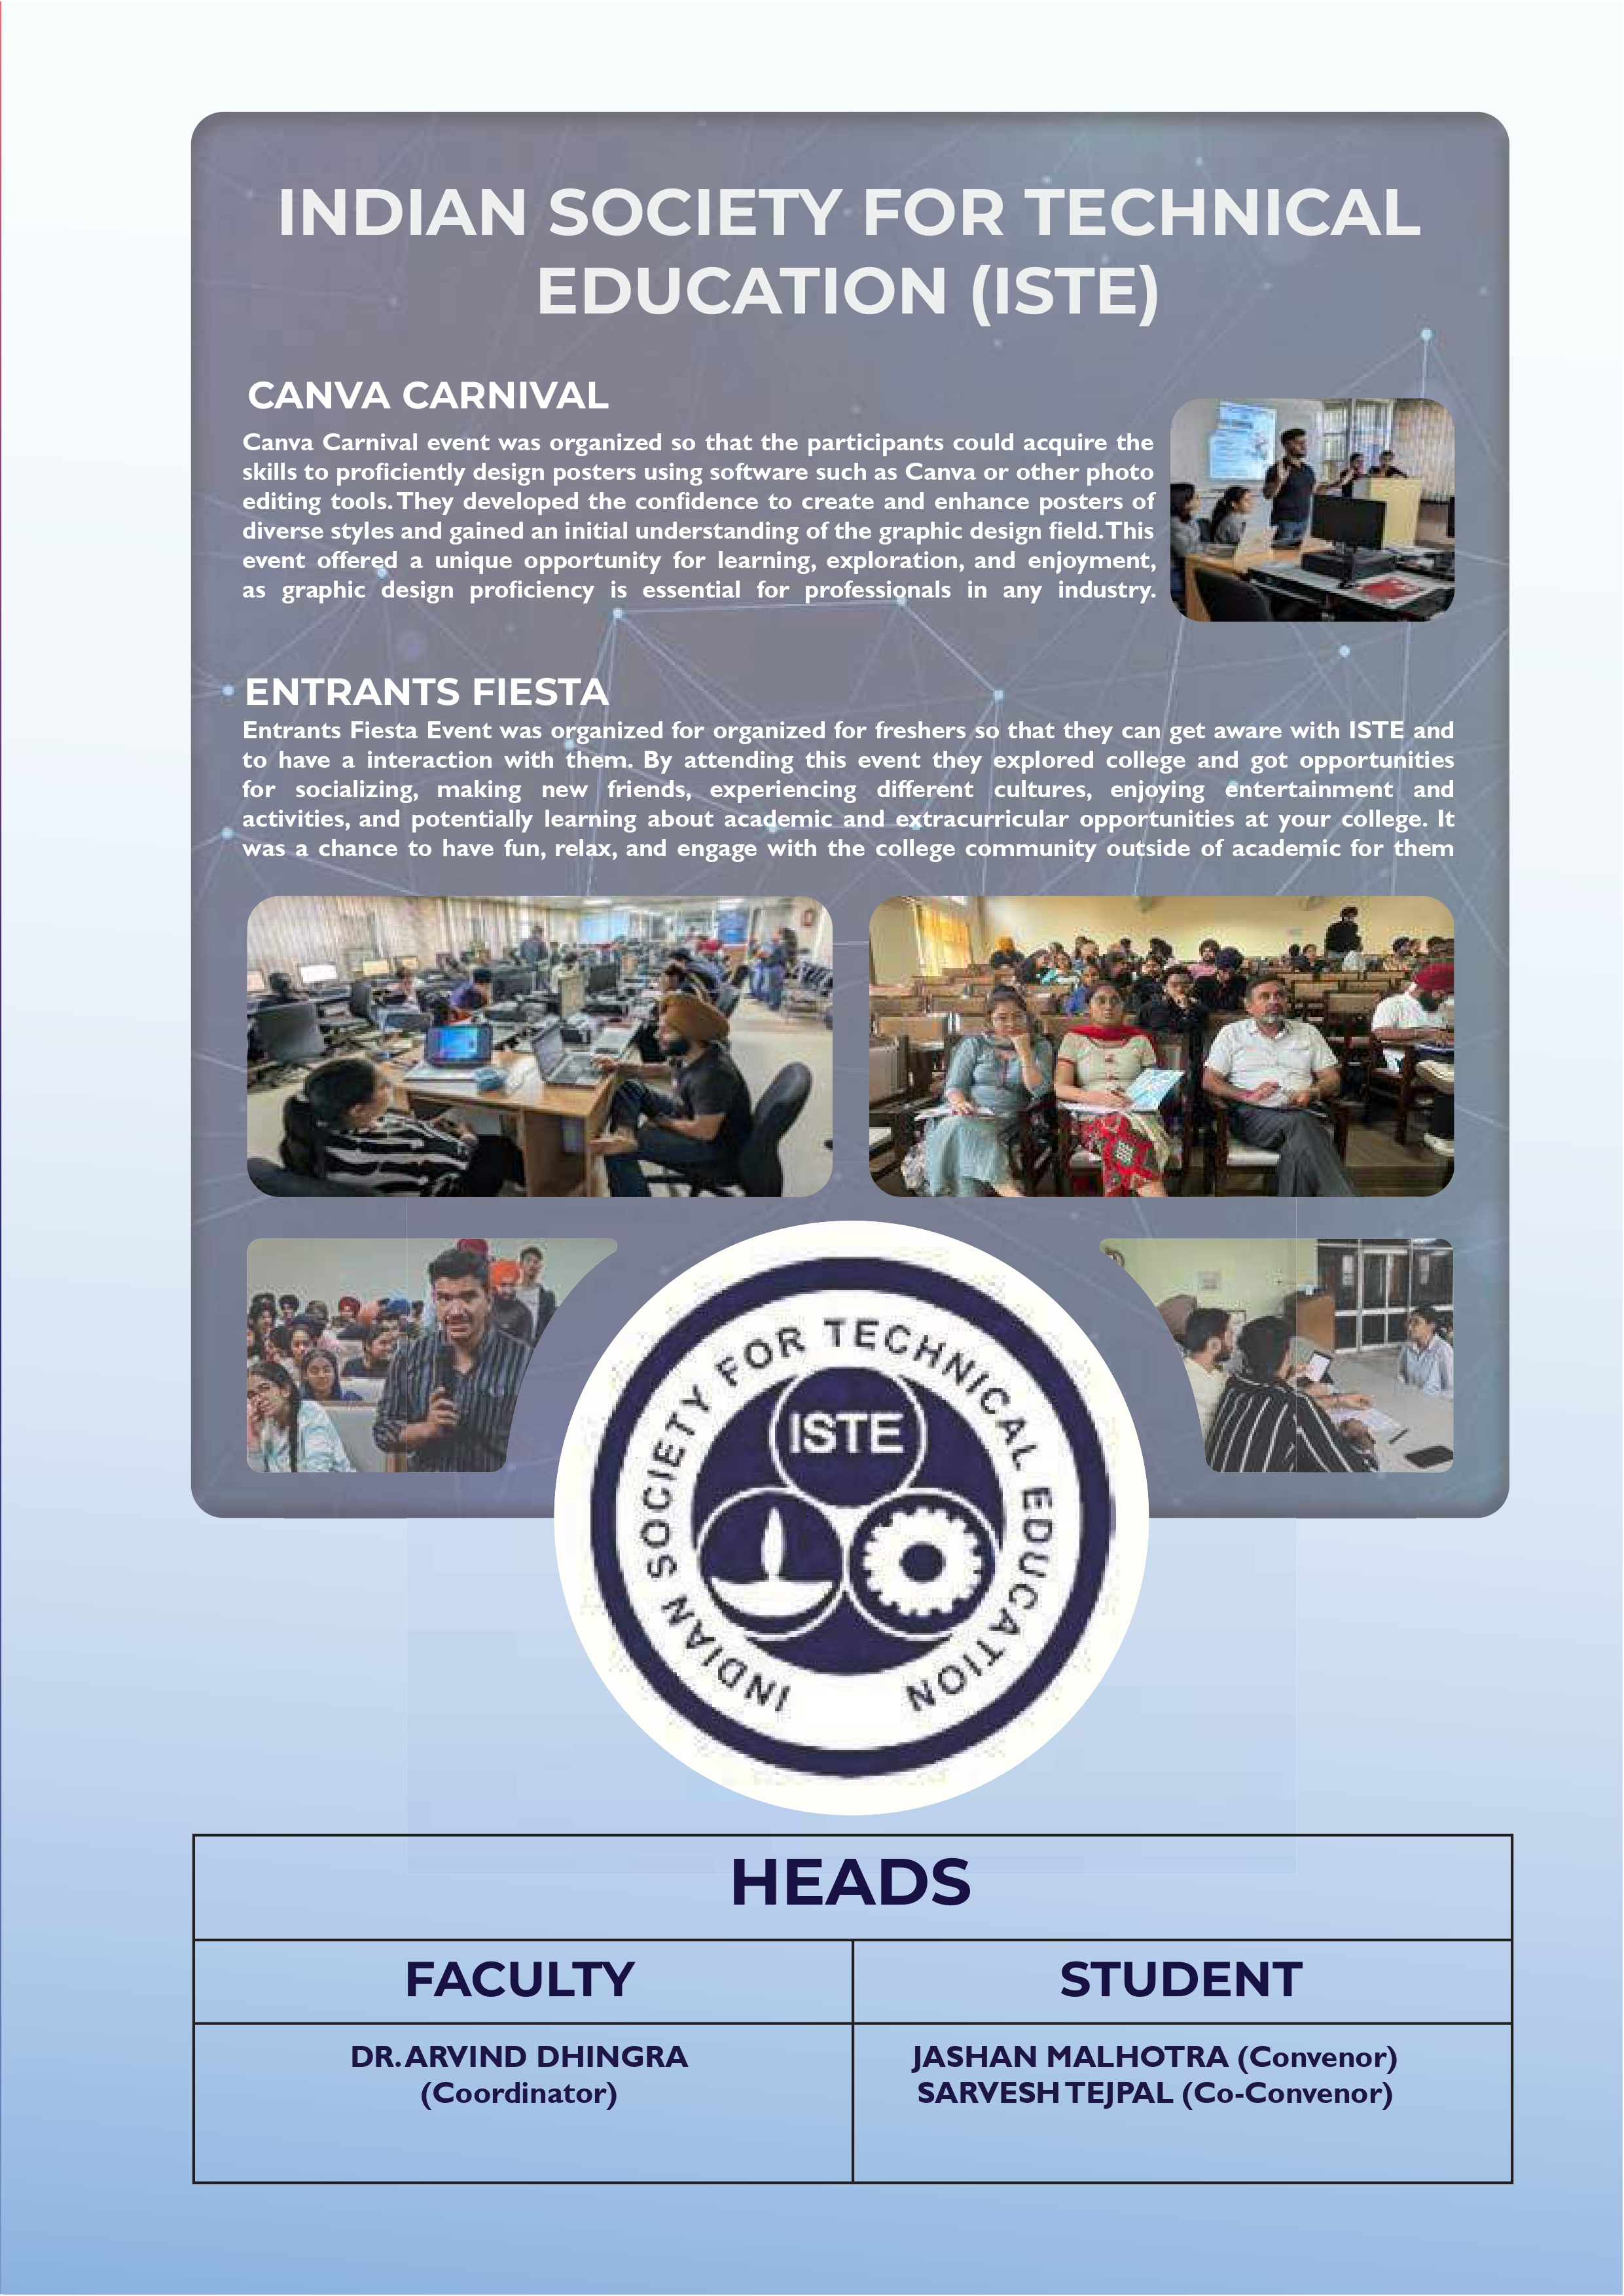 INDIAN SOCIETY FOR TECHNICAL
EDUCATION (ISTE)
CANVA CARNIVAL
Canva Carnival event was organized so that the participants could acquire the
skills to proficiently design posters using software such as Canva or other photo
editing tools. They developed the confidence to create and enhance posters of
diverse styles and gained an initial understanding of the graphic design field. This
event offered a unique opportunity for learning, exploration, and enjoyment,
as graphic design proficiency is essential for professionals in any industry.
ENTRANTS FIESTA
Entrants Fiesta Event was organized for organized for freshers so that they can get aware with ISTE and
to have a interaction with them. By attending this event they explored college and got opportunities
for socializing, making new friends, experiencing different cultures, enjoying entertainment and
activities, and potentially learning about academic and extracurricular opportunities at your college. It
was a chance to have fun, relax, and engage with the college community outside of academic for them
INDIAN SOCIETY FOR TECHNICAL EDUCATION
ISTE
HEADS
FACULTY
STUDENT
DR. ARVIND DHINGRA
(Coordinator)
JASHAN MALHOTRA (Convenor)
SARVESH TEJPAL (Co-Convenor)